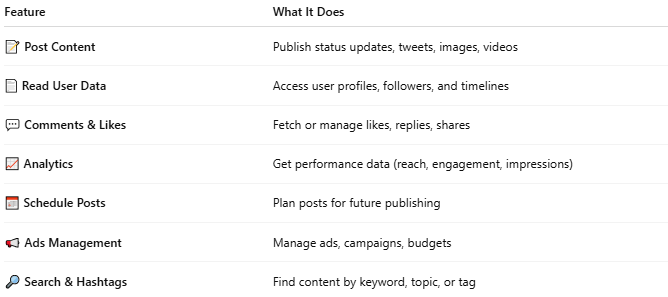 Feature What It Does
📝 Post Content Publish status updates, tweets, images, videos
📄 Read User Data Access user profiles, followers, and timelines
💬 Comments & Likes Fetch or manage likes, replies, shares
📈 Analytics Get performance data (reach, engagement, impressions)
📅 Schedule Posts Plan posts for future publishing
📢 Ads Management Manage ads, campaigns, budgets
🔎 Search & Hashtags Find content by keyword, topic, or tag